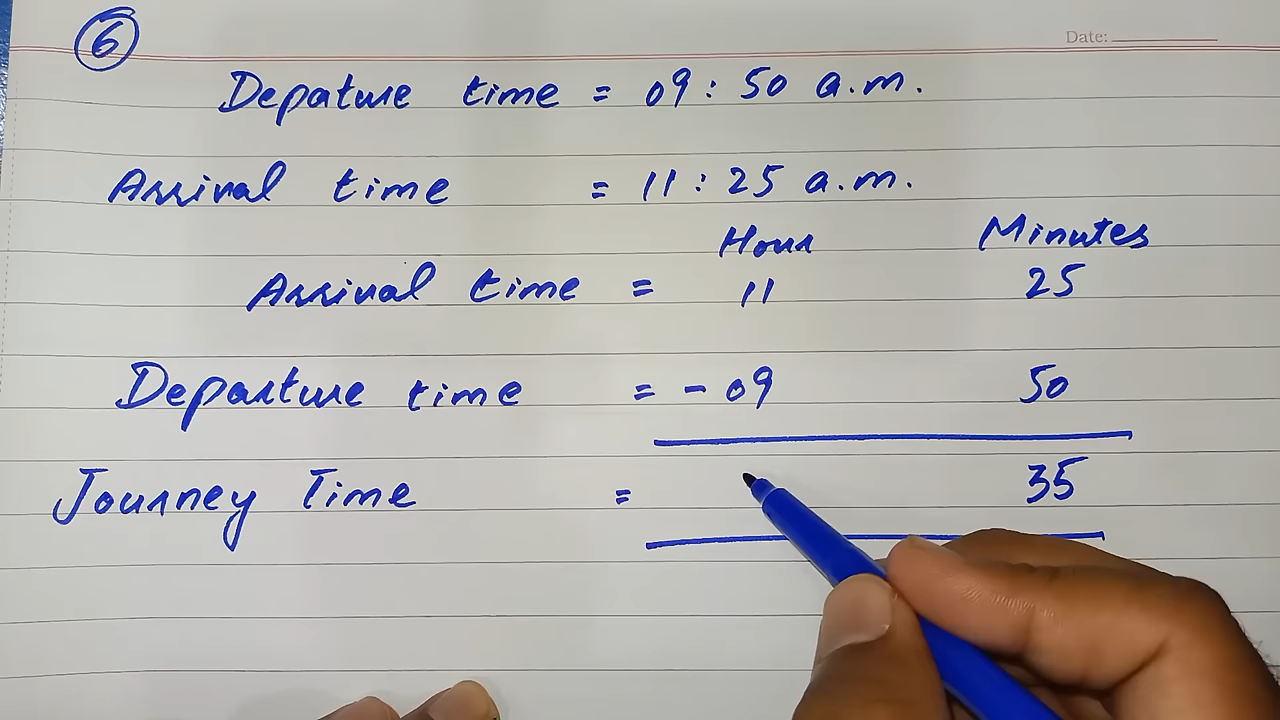 6
Date:
Depature time = 09 : 50 a.m.
Arrival time = 11 : 25 a.m.
Hour Minutes
Arrival time = 11 25
Departure time = - 09 50
Journey Time = 35